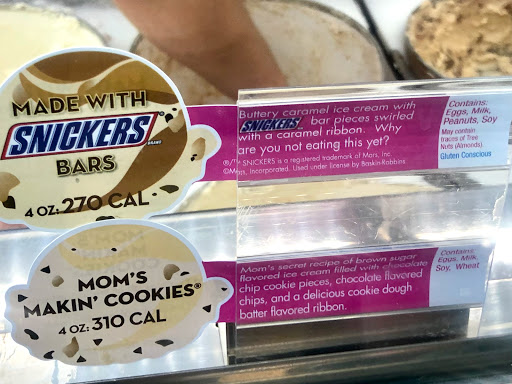 MADE WITH
SNICKERS
BRAND
BARS®
4 OZ: 270 CAL
Buttery caramel ice cream with
SNICKERS bar pieces swirled
with a caramel ribbon. Why
are you not eating this yet?
®/™ SNICKERS is a registered trademark of Mars, Inc.
©Mars, Incorporated. Used under license by Baskin-Robbins.
Contains:
Eggs, Milk,
Peanuts, Soy
May contain
traces of Tree
Nuts (Almonds)
Gluten Conscious
MOM'S
MAKIN' COOKIES®
4 OZ: 310 CAL
Mom's secret recipe of brown sugar
flavored ice cream filled with chocolate
chip cookie pieces, chocolate flavored
chips, and a delicious cookie dough
batter flavored ribbon.
Contains:
Eggs, Milk,
Soy, Wheat